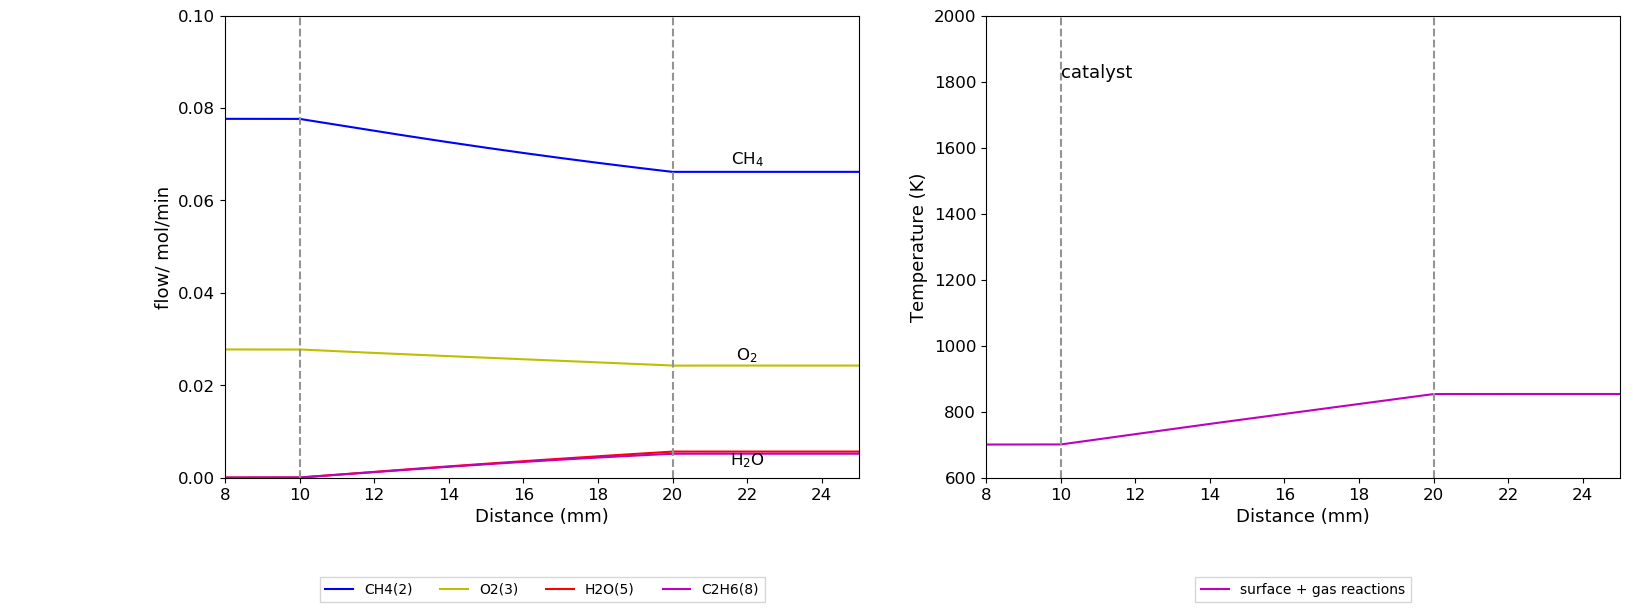 0.10
0.08
0.06
0.04
0.02
0.00
flow/ mol/min
CH₄
O₂
H₂O
8 10 12 14 16 18 20 22 24
Distance (mm)
CH4(2) O2(3) H2O(5) C2H6(8)
2000
1800
1600
1400
1200
1000
800
600
Temperature (K)
catalyst
8 10 12 14 16 18 20 22 24
Distance (mm)
surface + gas reactions